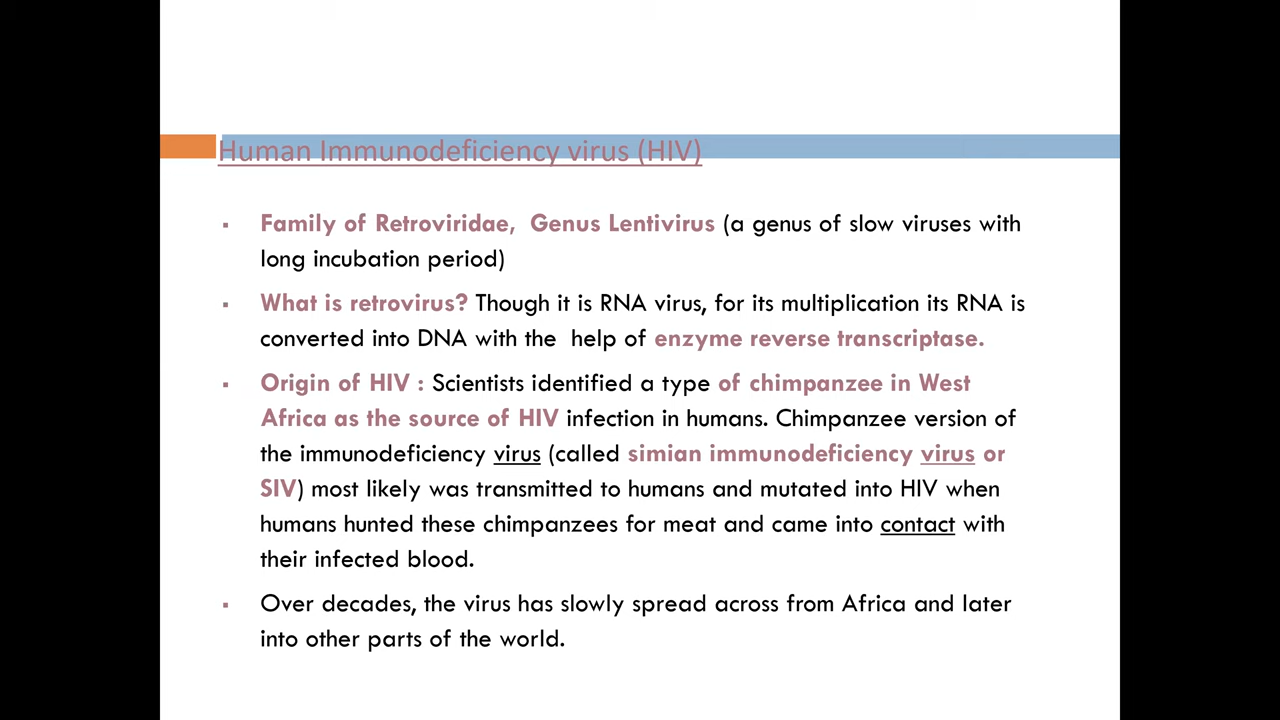 Human Immunodeficiency virus (HIV)
▪ Family of Retroviridae, Genus Lentivirus (a genus of slow viruses with
long incubation period)
▪ What is retrovirus? Though it is RNA virus, for its multiplication its RNA is
converted into DNA with the help of enzyme reverse transcriptase.
▪ Origin of HIV : Scientists identified a type of chimpanzee in West
Africa as the source of HIV infection in humans. Chimpanzee version of
the immunodeficiency virus (called simian immunodeficiency virus or
SIV) most likely was transmitted to humans and mutated into HIV when
humans hunted these chimpanzees for meat and came into contact with
their infected blood.
▪ Over decades, the virus has slowly spread across from Africa and later
into other parts of the world.